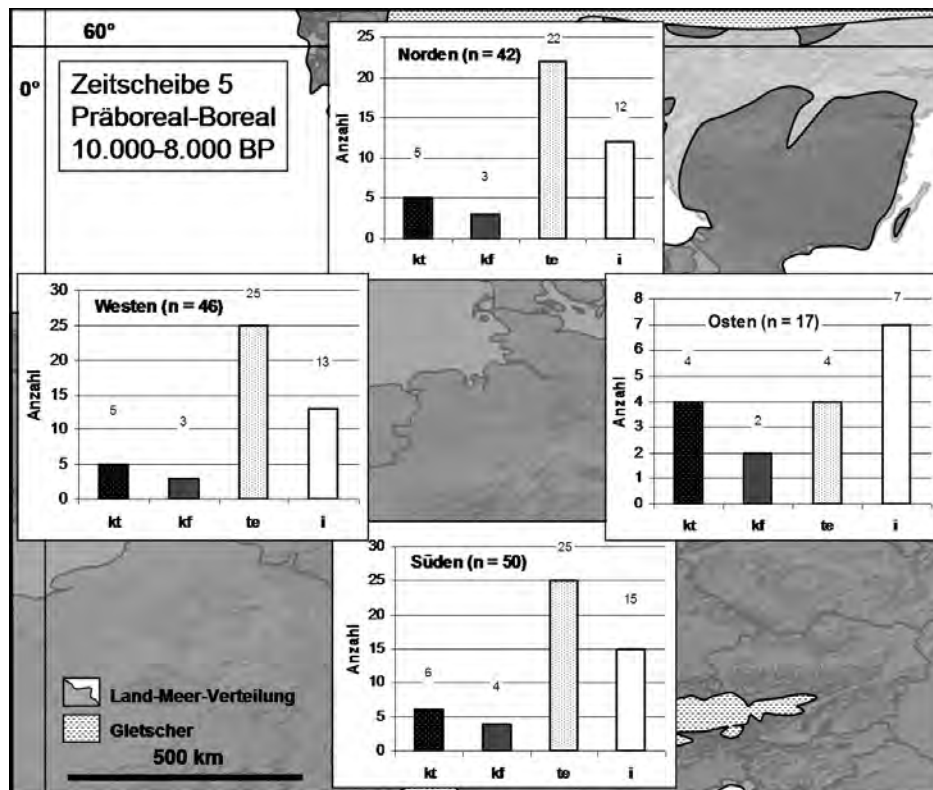 60°
0°
Zeitscheibe 5
Präboreal-Boreal
10.000-8.000 BP
Norden (n = 42)
Anzahl
25
20
15
10
5
0
5
3
22
12
kt
kf
te
i
Westen (n = 46)
Anzahl
30
25
20
15
10
5
0
5
3
25
13
kt
kf
te
i
Osten (n = 17)
Anzahl
8
7
6
5
4
3
2
1
0
4
2
4
7
kt
kf
te
i
Süden (n = 50)
Anzahl
30
25
20
15
10
5
0
6
4
25
15
kt
kf
te
i
Land-Meer-Verteilung
Gletscher
500 km